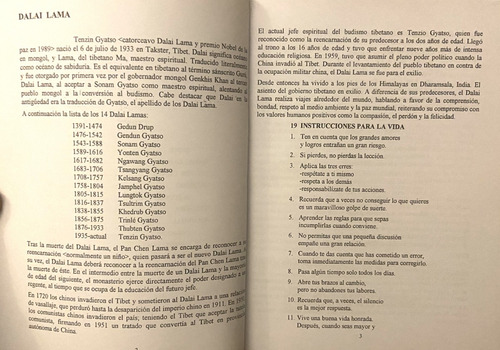 DALAI LAMA
Tenzin Gyatso <catorceavo Dalai Lama y premio Nobel de la
paz en 1989> nacio el 6 de julio de 1933 en Takster, Tibet. Dalai significa océano
en mongol, y Lama, del tibetano Ma, maestro espiritual. Traducido literalmente
como océano de sabiduría. Es el equivalente en tibetano al término sánscrito Gurú
y fue otorgado por primera vez por el gobernador mongol Genkhis Khan al tercer
Dalai Lama, al aceptar a Sonam Gyatso como maestro espiritual, alentando al
pueblo mongol a la convención al budismo. Cabe destacar que Dalai en la
antigüedad era la traducción de Gyatso, el apellido de los Dalai Lama.
A continuación la lista de los 14 Dalai Lamas:
1391-1474 Gedun Drup
1476-1542 Gendun Gyatso
1543-1588 Sonam Gyatso
1589-1616 Yonten Gyatso
1617-1682 Ngawang Gyatso
1683-1706 Tsangyang Gyatso
1708-1757 Kelsang Gyatso
1758-1804 Jamphel Gyatso
1805-1815 Lungtok Gyatso
1816-1837 Tsultrim Gyatso
1838-1855 Khedrub Gyatso
1856-1875 Trinlé Gyatso
1876-1933 Thubten Gyatso
1935-actual Tenzin Gyatso.
Tras la muerte del Dalai Lama, el Pan Chen Lama se encarga de reconocer a su
reencarnación <normalmente un niño>, quien pasará a ser el nuevo Dalai Lama y
su vez, el Dalai Lama deberá reconocer a la reencarnación del Pan Chen Lama tras
la muerte de éste. En el intermedio entre la muerte de un Dalai Lama y la mayoría
de edad del siguiente, el monasterio ejerce directamente el poder designado a un
regente, al tiempo que se ocupa de la educación del futuro jefe.
En 1720 los chinos invadieron el Tíbet y sometieron al Dalai Lama a una relación
de vasallaje, que perduró hasta la desaparición del imperio chino en 1911. En 1950
los comunistas chinos invadieron el país; teniendo el Tibet que aceptar la
comunista, firmando en 1951 un tratado que convertía al Tibet en provincia
autónoma de China.
El actual jefe espiritual del budismo tibetano es Tenzin Gyatso, quien fue
reconocido como la reencarnación de su predecesor a los dos años de edad. Llegó
al trono a los 16 años de edad y tuvo que enfrentar nueve años más de intensa
educación religiosa. En 1959, tuvo que asumir el pleno poder político cuando la
China invadió al Tibet. Durante el levantamiento del pueblo tibetano en contra de
la ocupación militar china, el Dalai Lama se fue para el exilio.
Desde entonces ha vivido a los pies de los Himalayas en Dharamsala, India. El
asiento del gobierno tibetano en exilio. A diferencia de sus predecesores, el Dalai
Lama realiza viajes alrededor del mundo, hablando a favor de la comprensión,
bondad, respeto al medio ambiente y la paz mundial, reiterando su compromiso con
los valores humanos positivos como la compasión, el perdón y la felicidad.
19 INSTRUCCIONES PARA LA VIDA
1. Ten en cuenta que los grandes amores
y logros entrañan un gran riesgo.
2. Si pierdes, no pierdas la lección.
3. Aplica las tres erres:
-respétate a ti mismo
-respeta a los demás
-responsabilízate de tus acciones.
4. Recuerda que a veces no conseguir lo que quieres
es un maravilloso golpe de suerte.
5. Aprender las reglas para que sepas
incumplirlas cuando conviene.
6. No permitas que una pequeña discusión
empañe una gran relación.
7. Cuando te das cuenta que has cometido un error,
toma inmediatamente las medidas para corregirlo.
8. Pasa algún tiempo solo todos los días.
9. Abre tus brazos al cambio,
pero no abandones tus labores.
10. Recuerda que, a veces, el silencio
es la mejor respuesta.
11. Vive una buena vida honrada.
Después, cuando seas mayor y
3